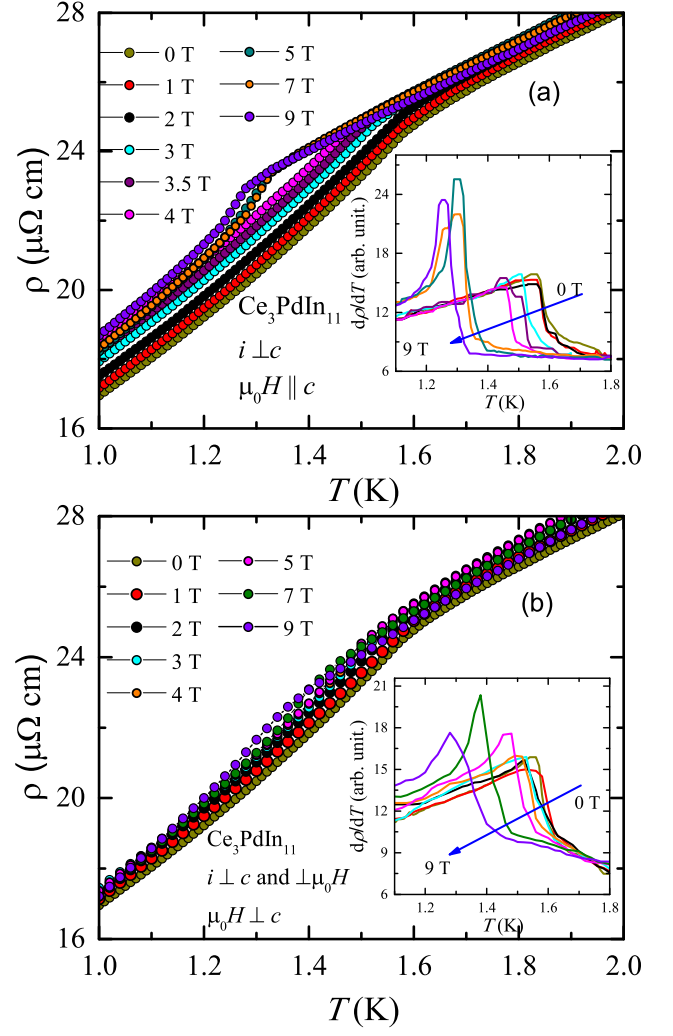 28
26
24
22
20
18
16
ρ (μΩ cm)
0 T
1 T
2 T
3 T
3.5 T
4 T
5 T
7 T
9 T
(a)
Ce₃PdIn₁₁
i ⊥ c
μ₀H ∥ c
24
18
12
6
dρ/dT (arb. unit.)
0 T
9 T
1.2 1.4 1.6 1.8
T (K)
1.0 1.2 1.4 1.6 1.8 2.0
T (K)
28
24
20
16
ρ (μΩ cm)
0 T
1 T
2 T
3 T
4 T
5 T
7 T
9 T
(b)
Ce₃PdIn₁₁
i ⊥ c and ⊥μ₀H
μ₀H ⊥ c
21
18
15
12
9
6
dρ/dT (arb. unit.)
0 T
9 T
1.2 1.4 1.6 1.8
T (K)
1.0 1.2 1.4 1.6 1.8 2.0
T (K)